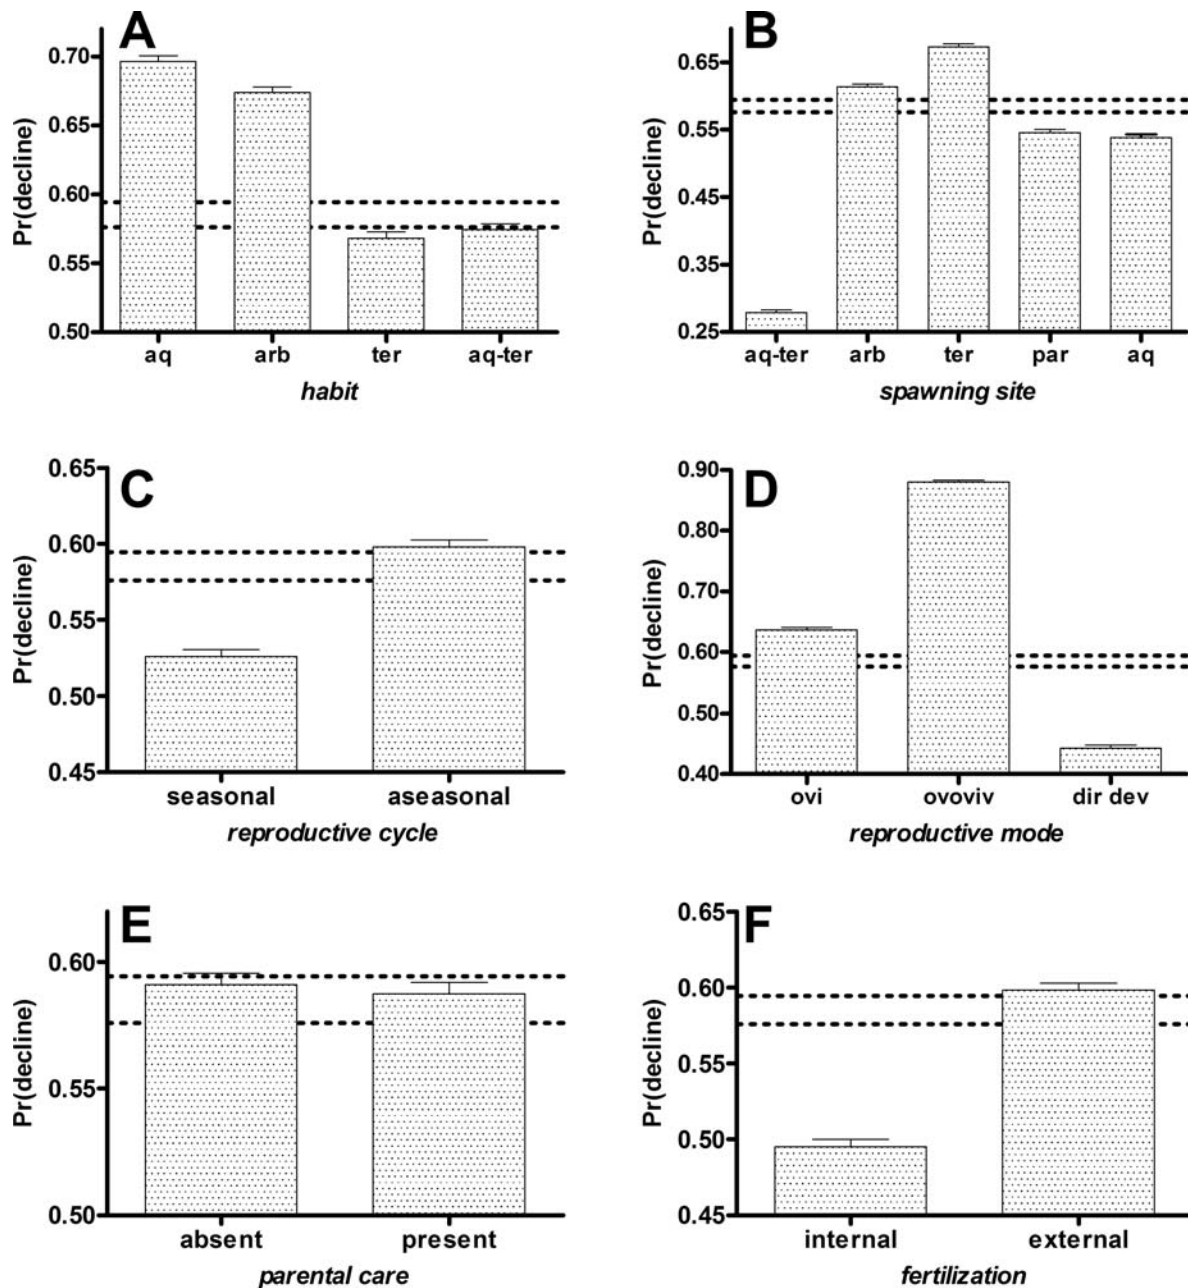 A
Pr(decline)
0.70
0.65
0.60
0.55
0.50
aq arb ter aq-ter
habit
B
Pr(decline)
0.65
0.55
0.45
0.35
0.25
aq-ter arb ter par aq
spawning site
C
Pr(decline)
0.65
0.60
0.55
0.50
0.45
seasonal aseasonal
reproductive cycle
D
Pr(decline)
0.90
0.80
0.70
0.60
0.50
0.40
ovi ovoviv dir dev
reproductive mode
E
Pr(decline)
0.60
0.55
0.50
absent present
parental care
F
Pr(decline)
0.65
0.60
0.55
0.50
0.45
internal external
fertilization